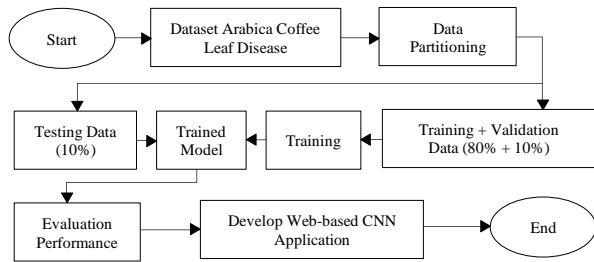 Start
Dataset Arabica Coffee
Leaf Disease
Data
Partitioning
Testing Data
(10%)
Trained
Model
Training
Training + Validation
Data (80% + 10%)
Evaluation
Performance
Develop Web-based CNN
Application
End